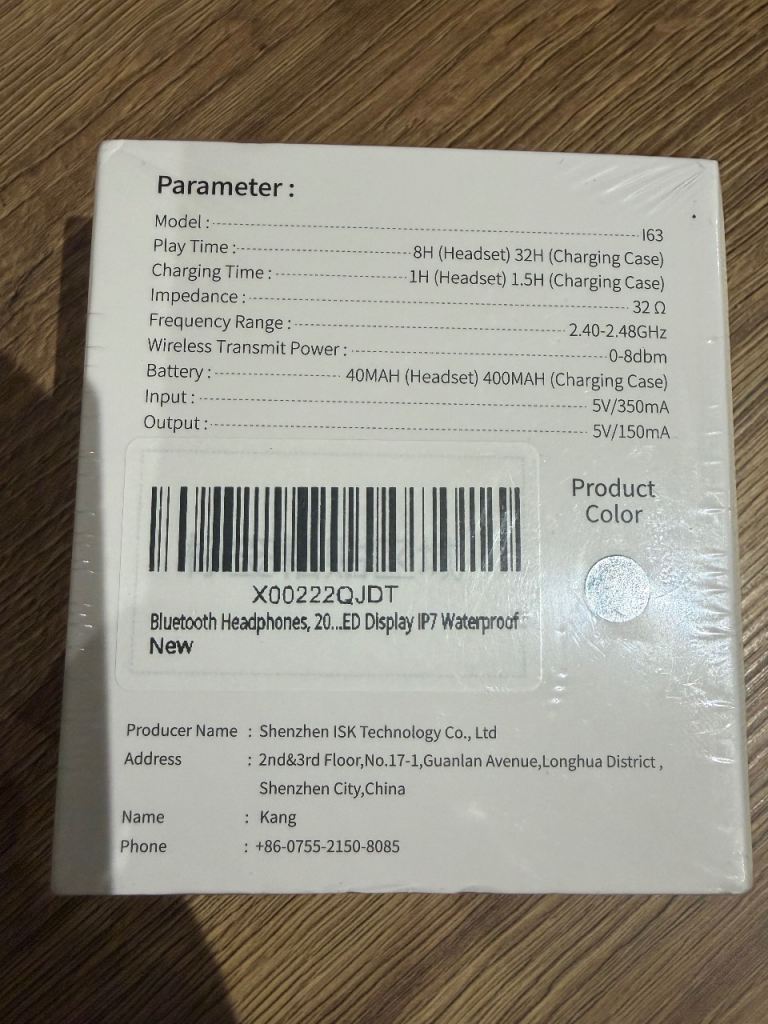 Parameter :
Model : I63
Play Time : 8H (Headset) 32H (Charging Case)
Charging Time : 1H (Headset) 1.5H (Charging Case)
Impedance : 32 Ω
Frequency Range : 2.40-2.48GHz
Wireless Transmit Power : 0-8dbm
Battery : 40MAH (Headset) 400MAH (Charging Case)
Input : 5V/350mA
Output : 5V/150mA
Product
Color
X00222QJDT
Bluetooth Headphones, 20...ED Display IP7 Waterproof
New
Producer Name : Shenzhen ISK Technology Co., Ltd
Address : 2nd&3rd Floor,No.17-1,Guanlan Avenue,Longhua District ,
Shenzhen City,China
Name : Kang
Phone : +86-0755-2150-8085